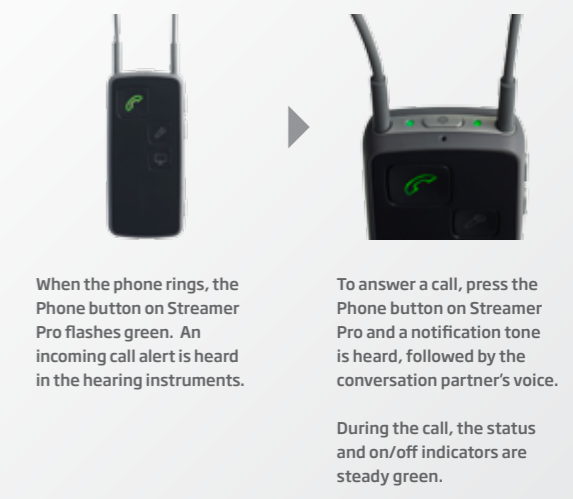 When the phone rings, the
Phone button on Streamer
Pro flashes green. An
incoming call alert is heard
in the hearing instruments.
To answer a call, press the
Phone button on Streamer
Pro and a notification tone
is heard, followed by the
conversation partner's voice.
During the call, the status
and on/off indicators are
steady green.